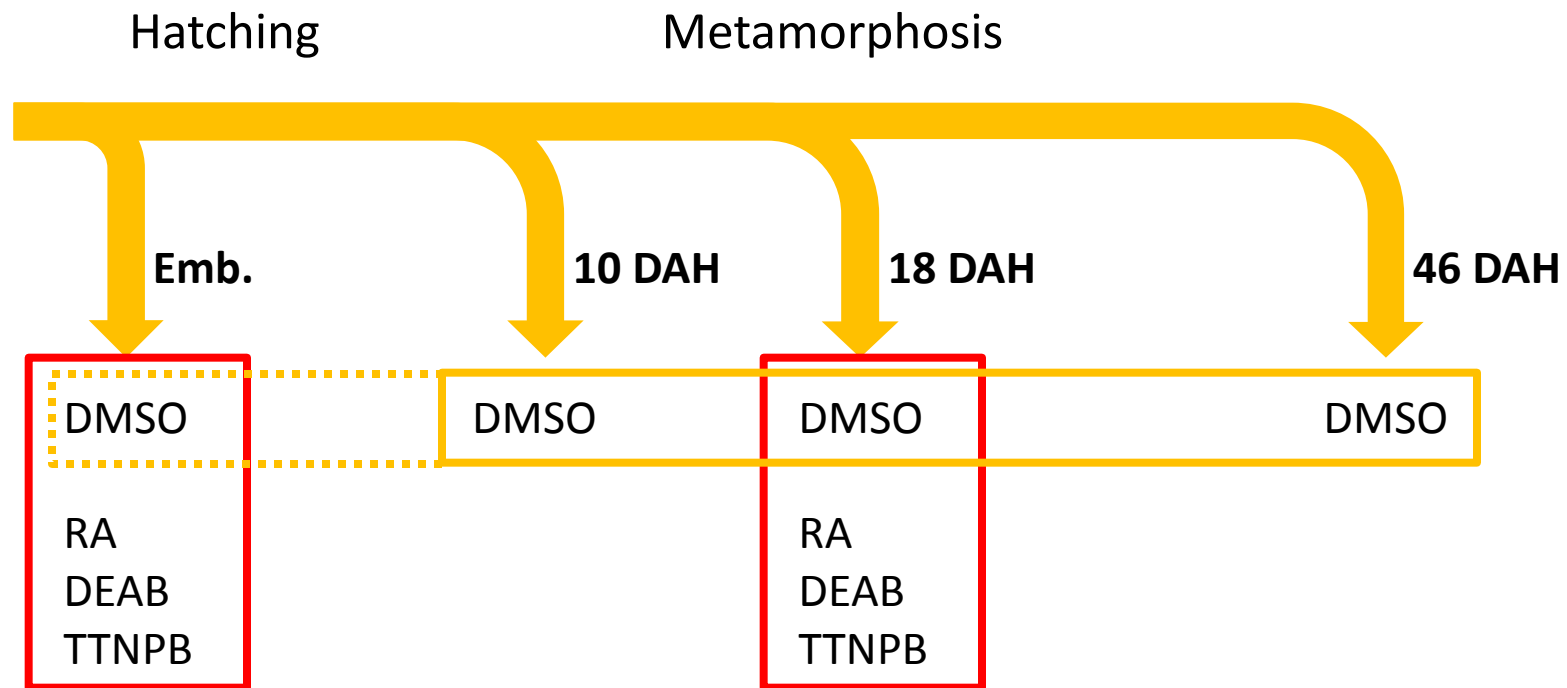 Hatching Metamorphosis
Emb. 10 DAH 18 DAH 46 DAH
DMSO DMSO DMSO DMSO
RA RA
DEAB DEAB
TTNPB TTNPB